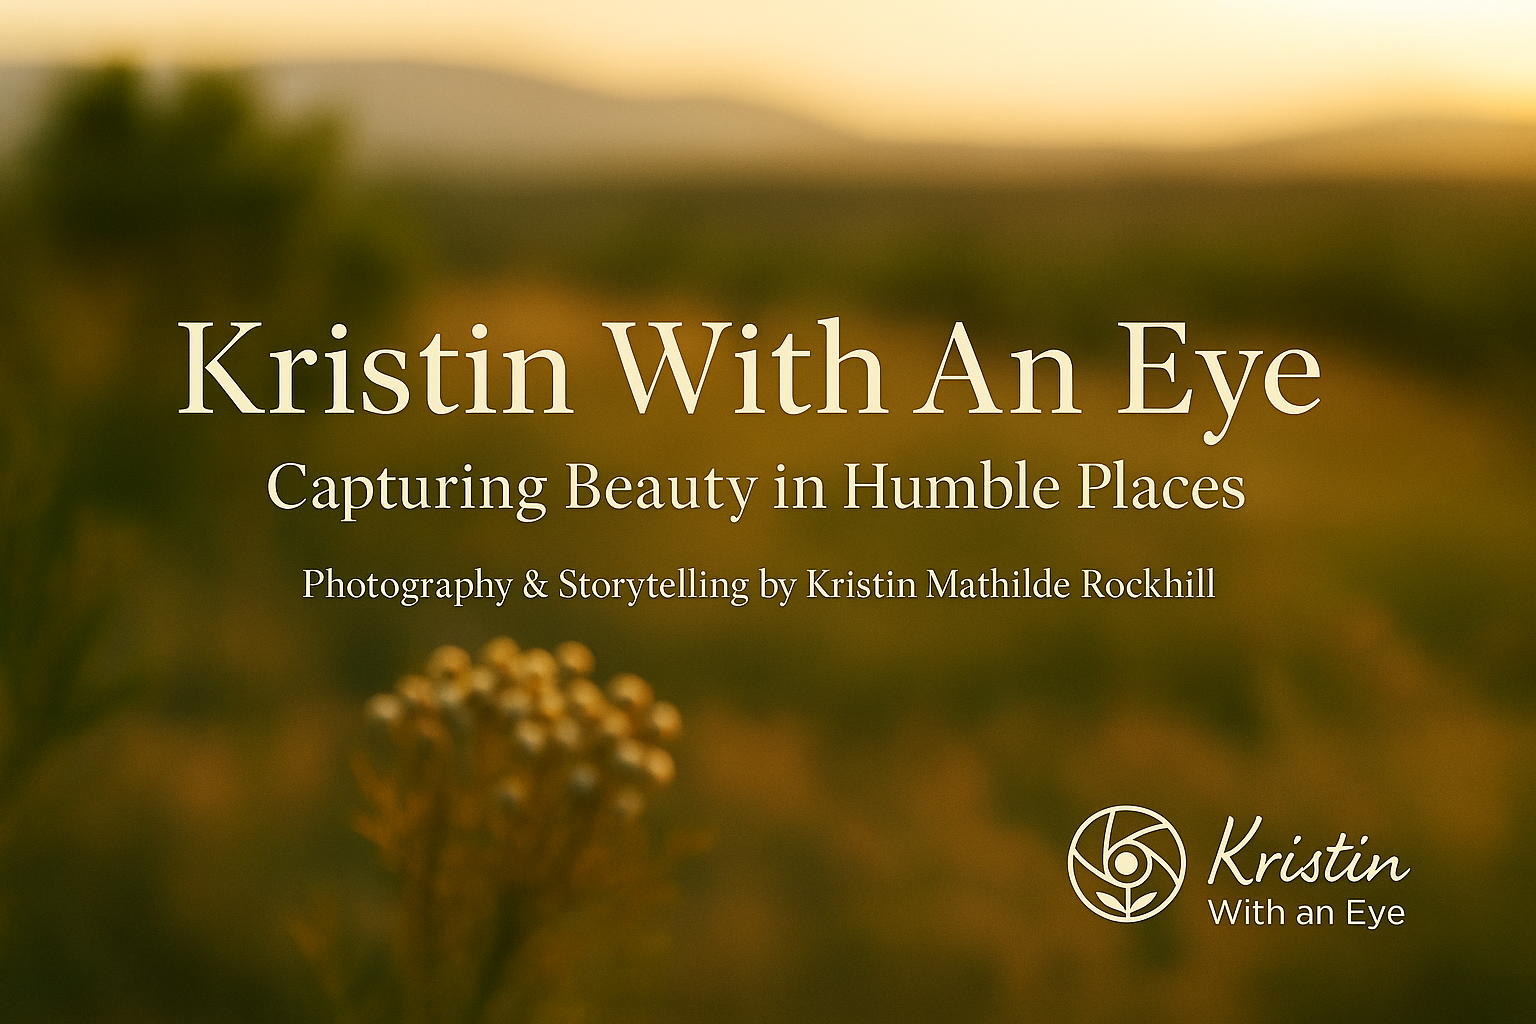 Kristin With An Eye
Capturing Beauty in Humble Places
Photography & Storytelling by Kristin Mathilde Rockhill
Kristin
With an Eye